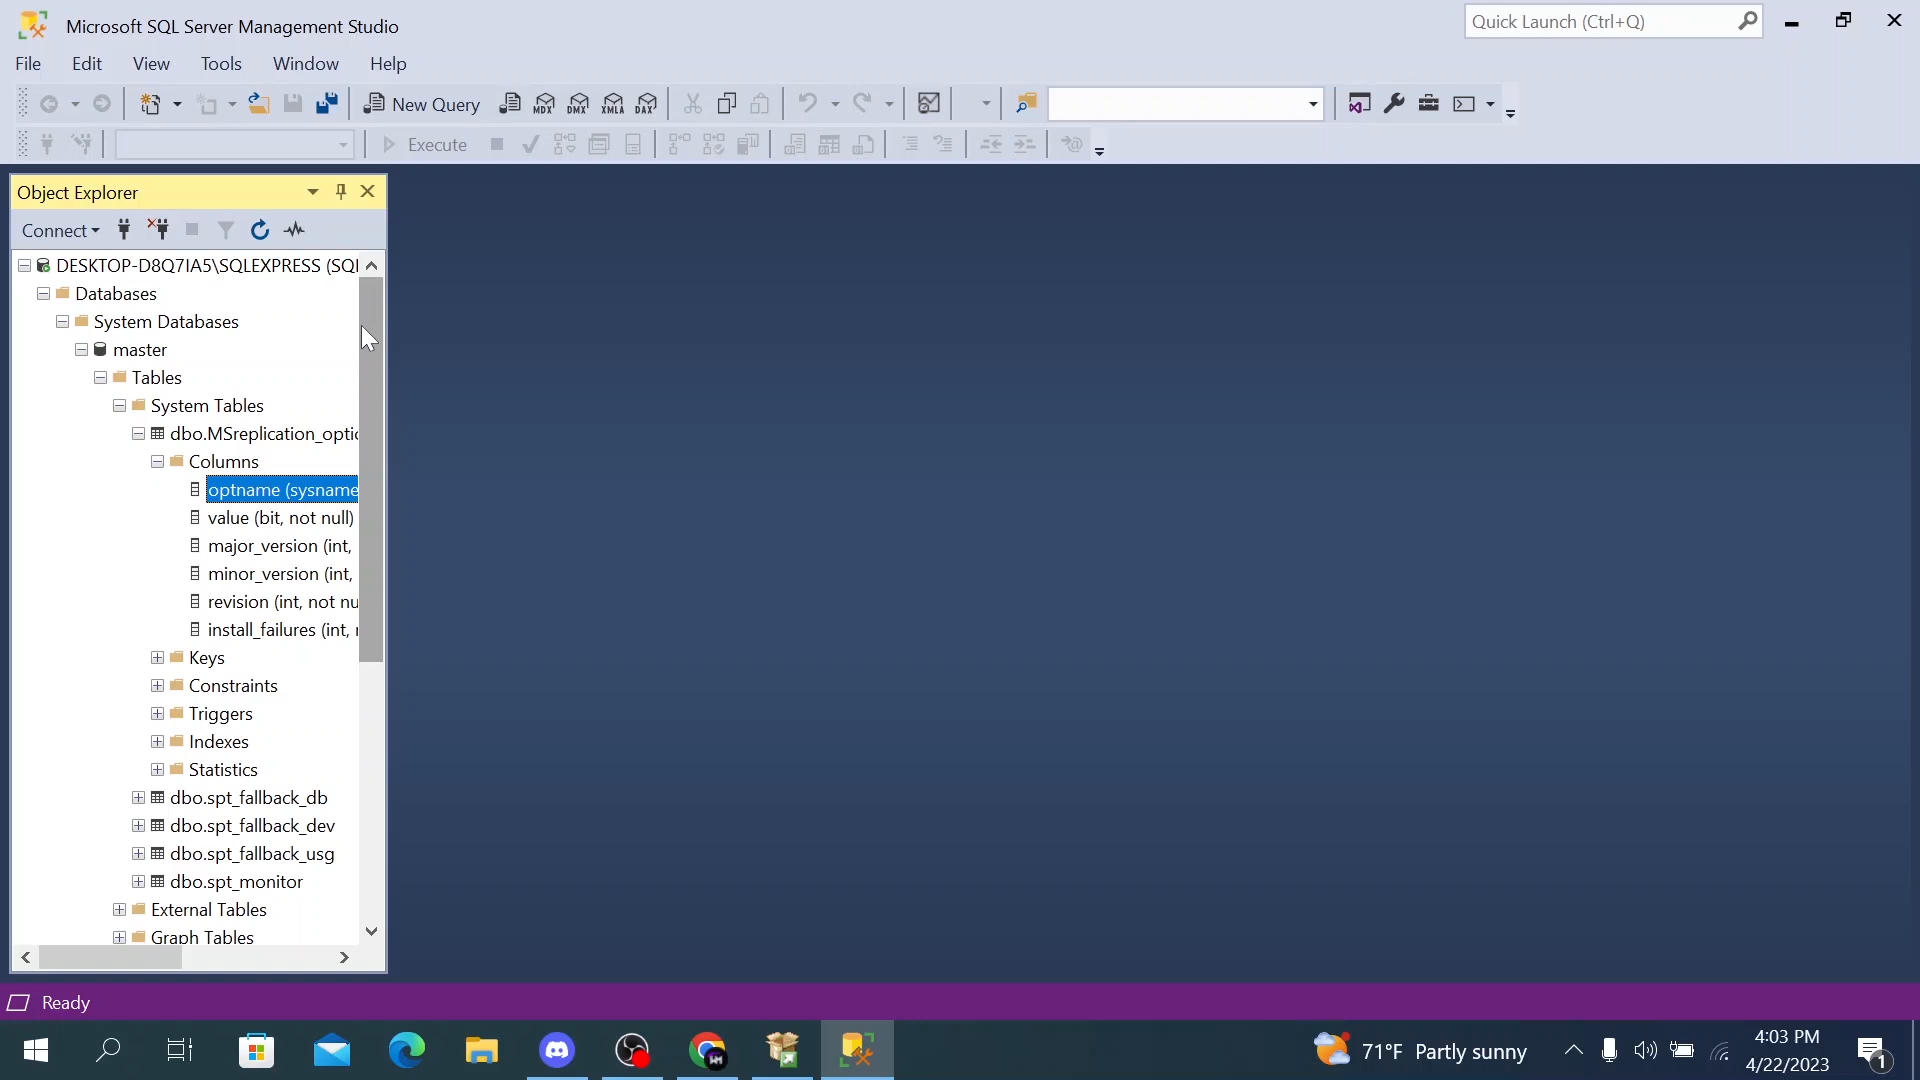 Microsoft SQL Server Management Studio
Quick Launch (Ctrl+Q)
File Edit View Tools Window Help
New Query MDX DMX XMLA DAX
Execute
Object Explorer
Connect
DESKTOP-D8Q7IA5\SQLEXPRESS (SQL
Databases
System Databases
master
Tables
System Tables
dbo.MSreplication_optic
Columns
optname (sysname
value (bit, not null)
major_version (int,
minor_version (int,
revision (int, not nu
install_failures (int, r
Keys
Constraints
Triggers
Indexes
Statistics
dbo.spt_fallback_db
dbo.spt_fallback_dev
dbo.spt_fallback_usg
dbo.spt_monitor
External Tables
Graph Tables
Ready
71°F Partly sunny
4:03 PM
4/22/2023
1